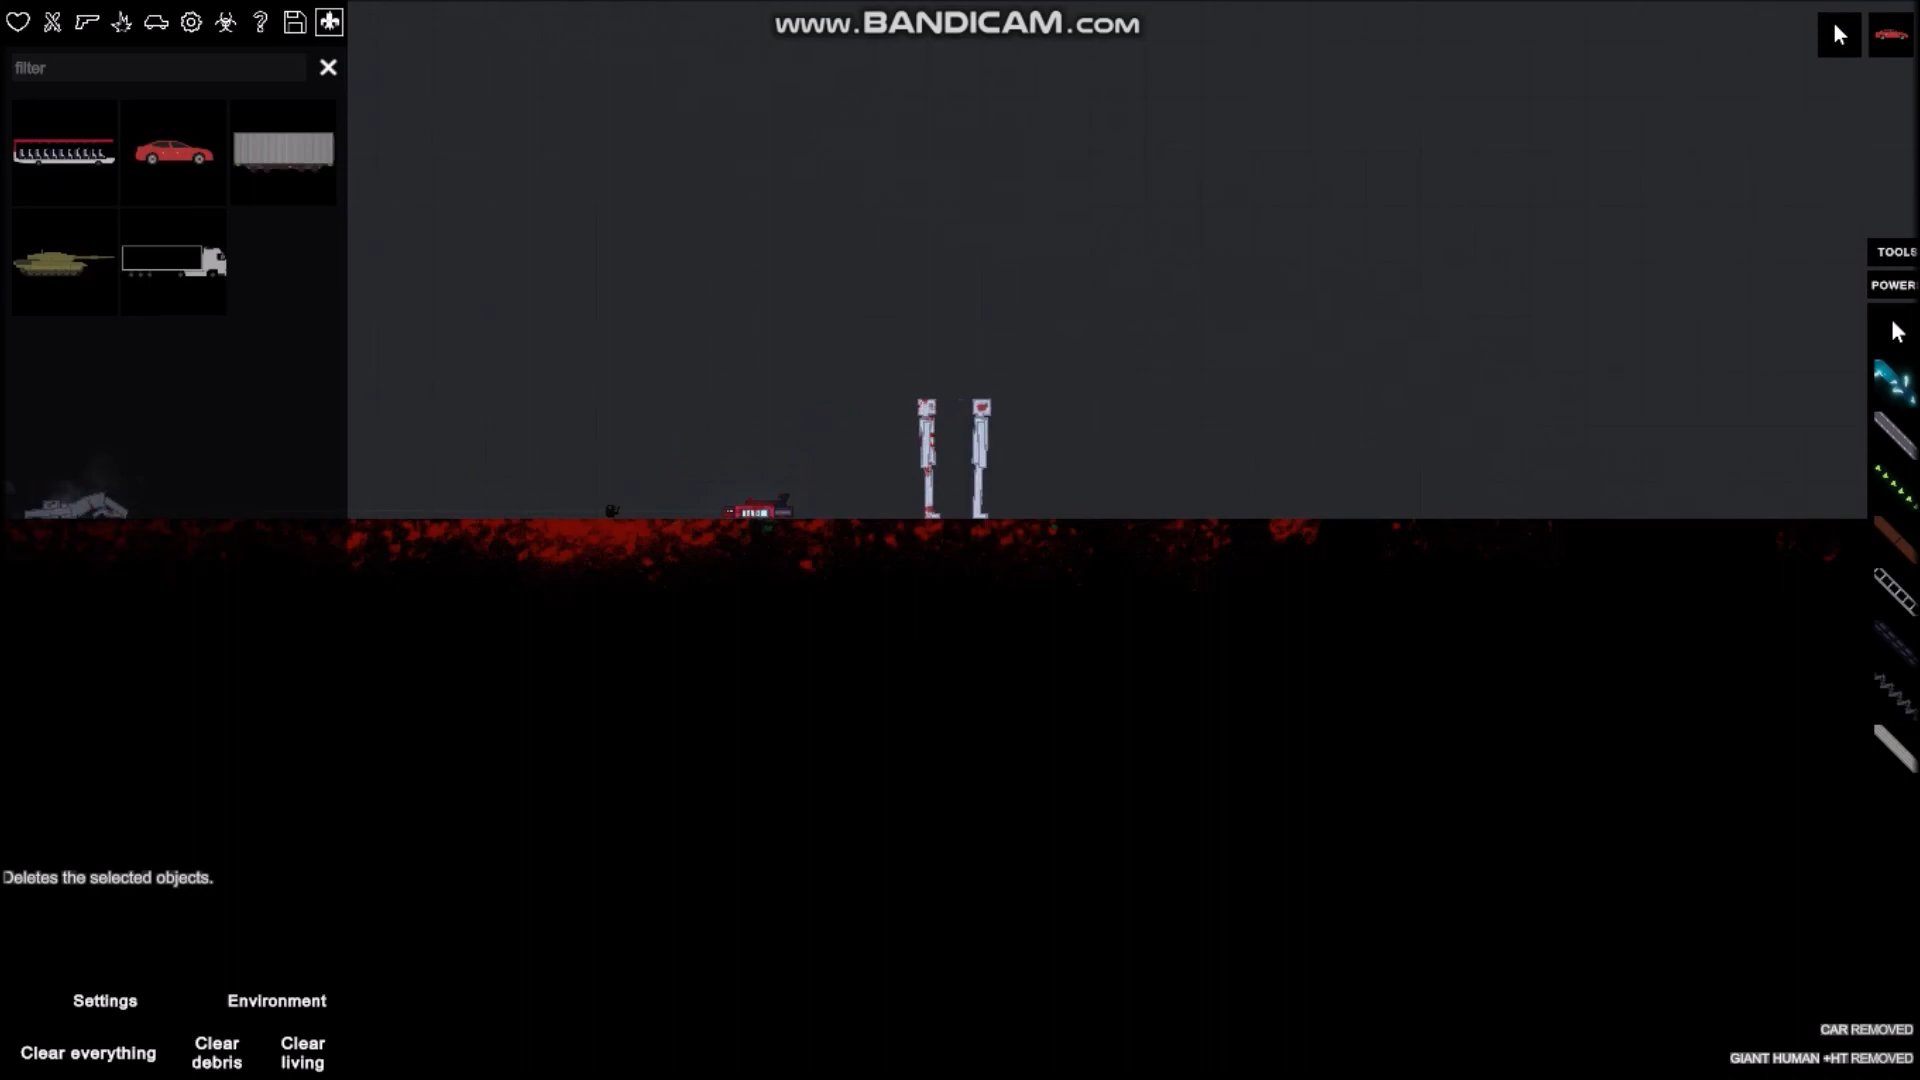 www.BANDICAM.com
filter
TOOLS
POWER
Deletes the selected objects.
Settings
Environment
Clear everything
Clear
debris
Clear
living
CAR REMOVED
GIANT HUMAN +HT REMOVED